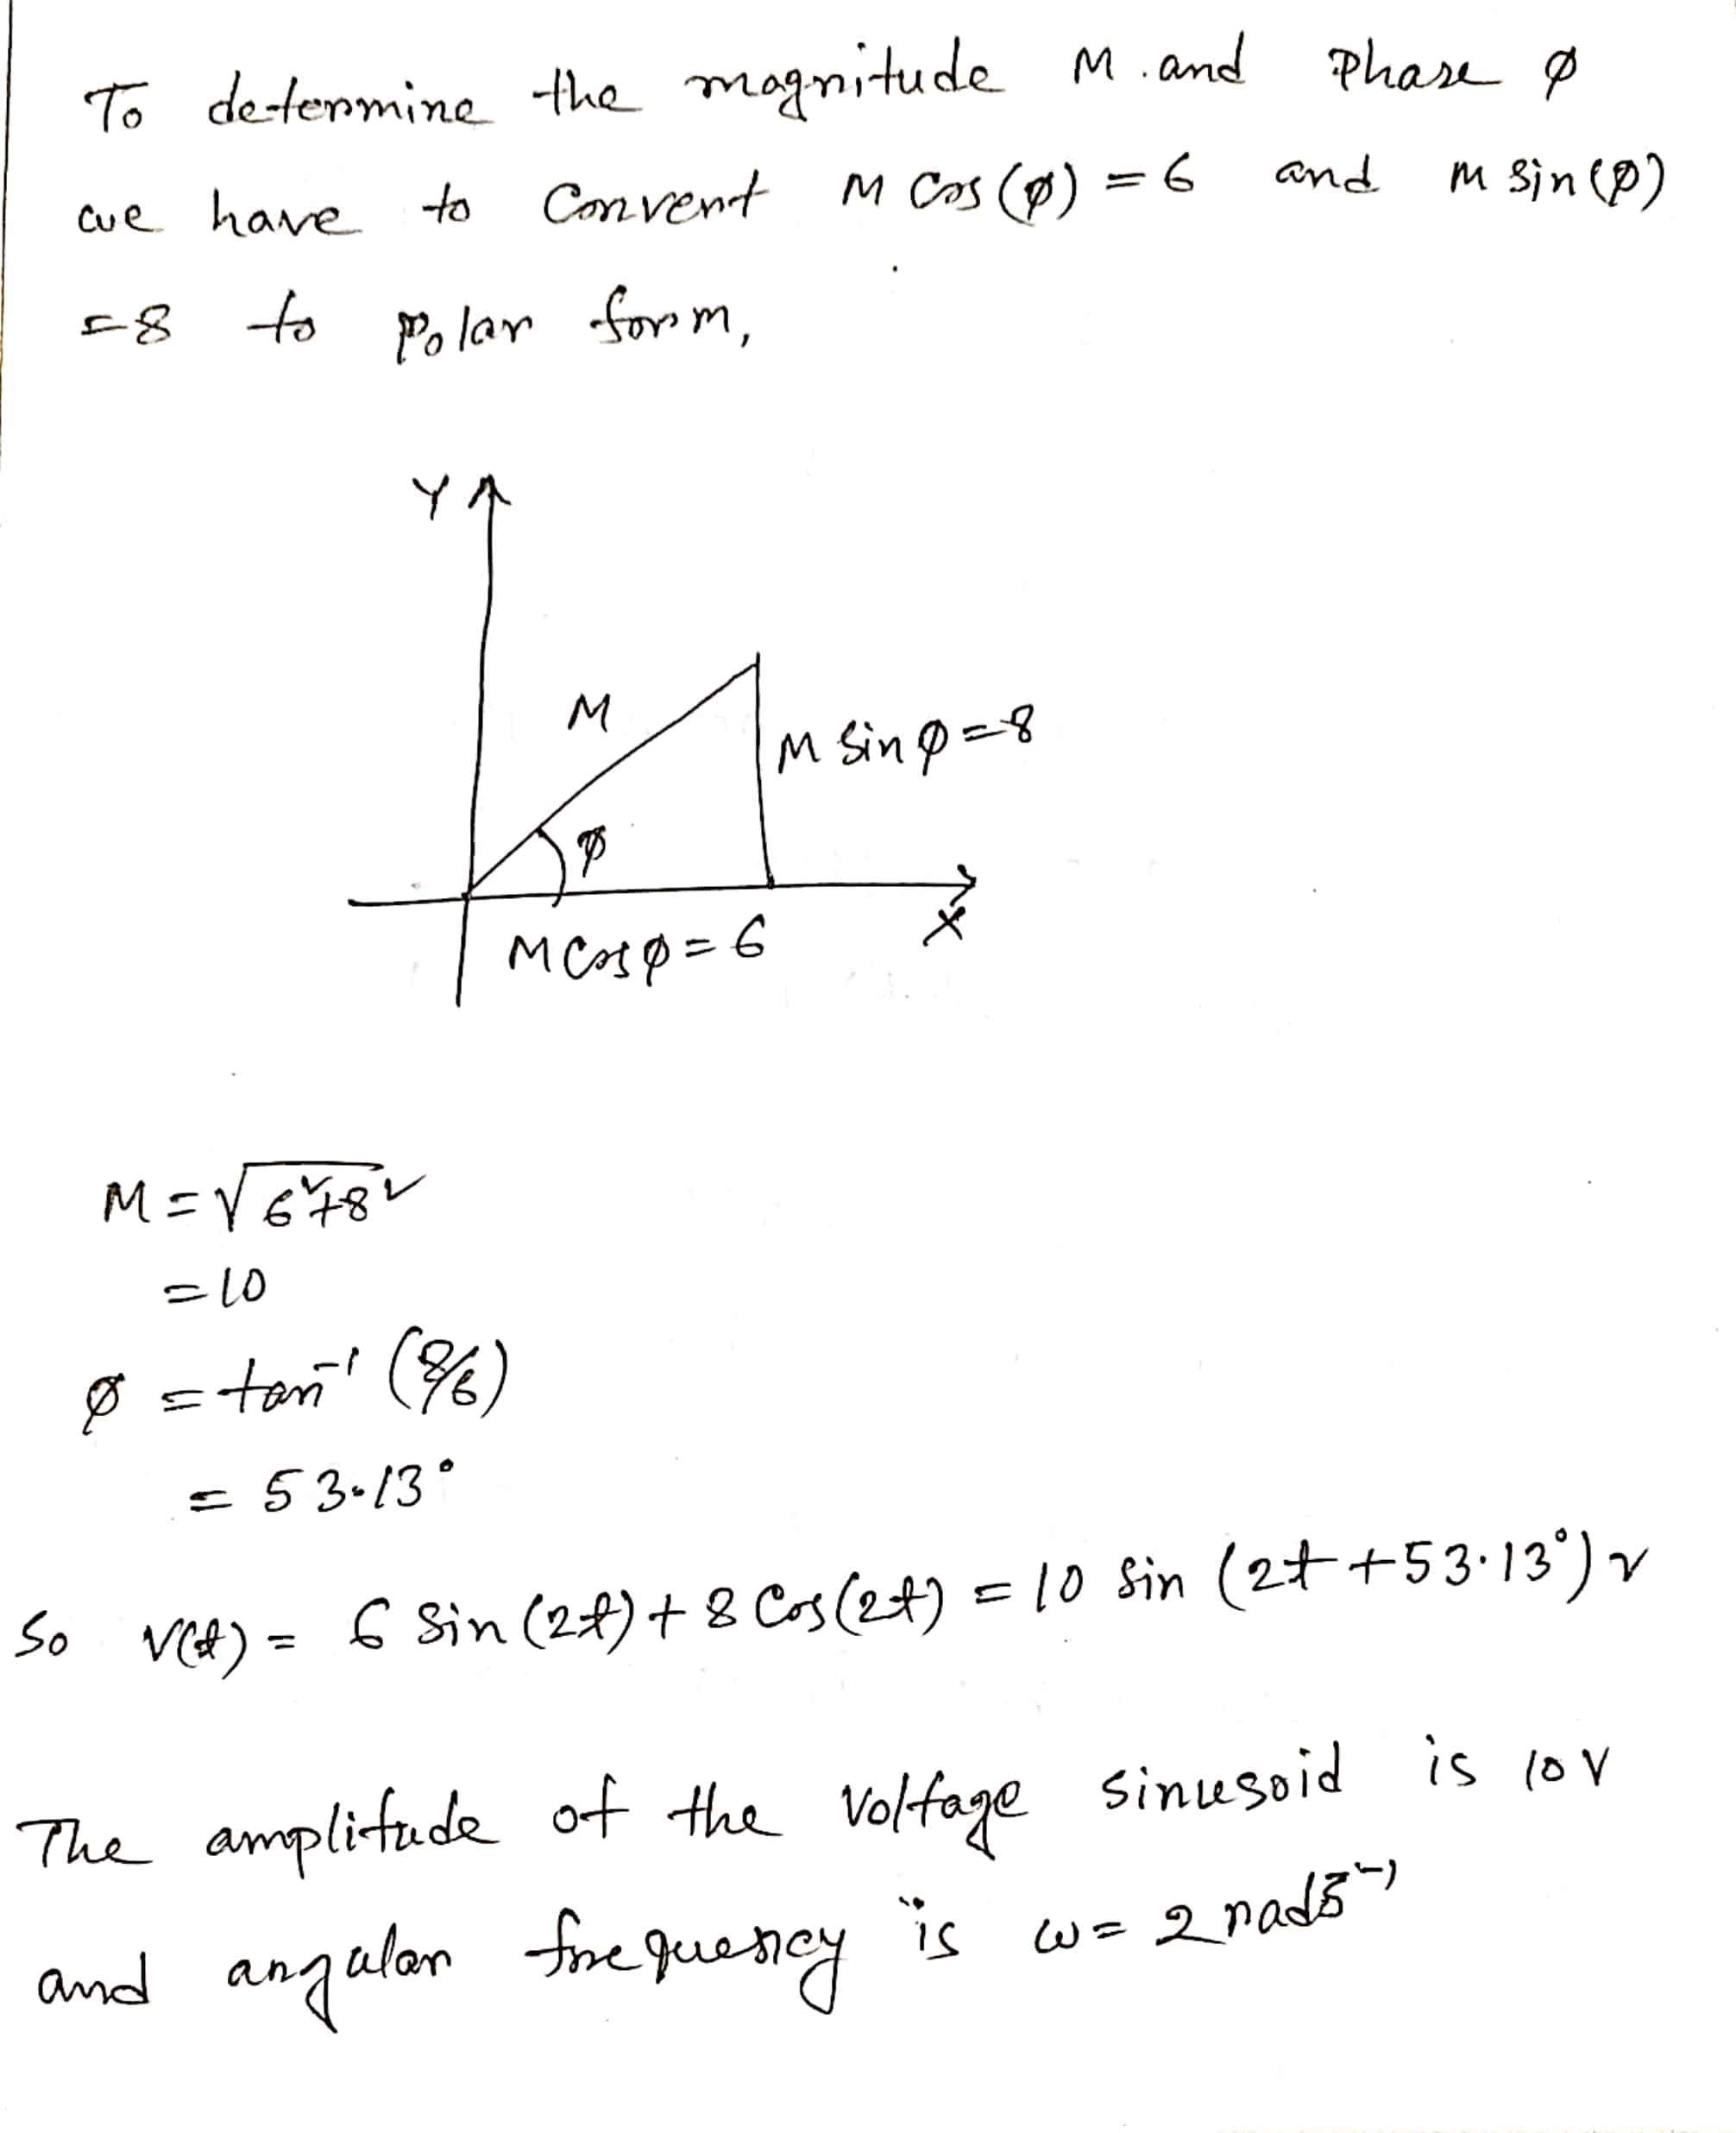 To determine the magnitude M and Phase ø
we have to Convert M Cos (ø) = 6 and M sin (ø)
= 8 to Polar form,
Y
M
M sin ø = 8
ø
X
M Cos ø = 6
M = √6²+8²
= 10
ø = tan⁻¹ (8/6)
= 53.13°
So v(t) = 6 Sin (2t) + 8 Cos (2t) = 10 Sin (2t + 53.13°) v
The amplitude of the Voltage sinusoid is 10 V
and angular frequency is ω = 2 rads⁻¹